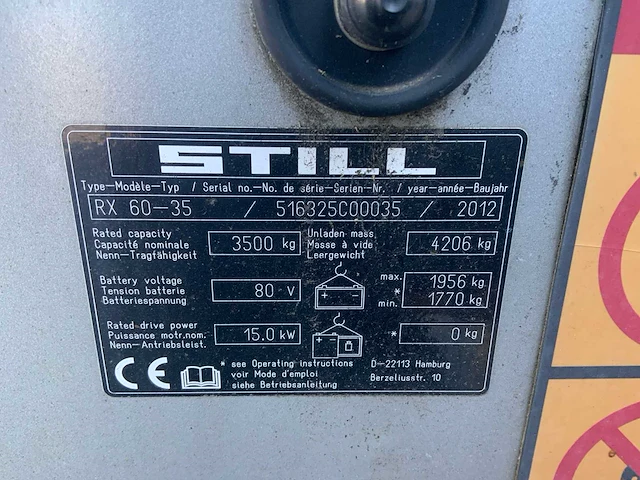 STILL
Type-Modèle-Typ / Serial no.-No. de série-Serien-Nr. / year-année-Baujahr
RX 60-35 / 516325C00035 / 2012
Rated capacity
Capacité nominale
Nenn-Tragfähigkeit
3500 kg
Unladen mass
Masse à vide
Leergewicht
4206 kg
Battery voltage
Tension batterie
Batteriespannung
80 V
max. 1956 kg
*
min. 1770 kg
Rated drive power
Puissance motr.nom.
Nenn-Antriebsleist.
15.0 kW
* 0 kg
CE
* see Operating instructions
voir Mode d'emploi
siehe Betriebsanleitung
D-22113 Hamburg
Berzeliusstr. 10